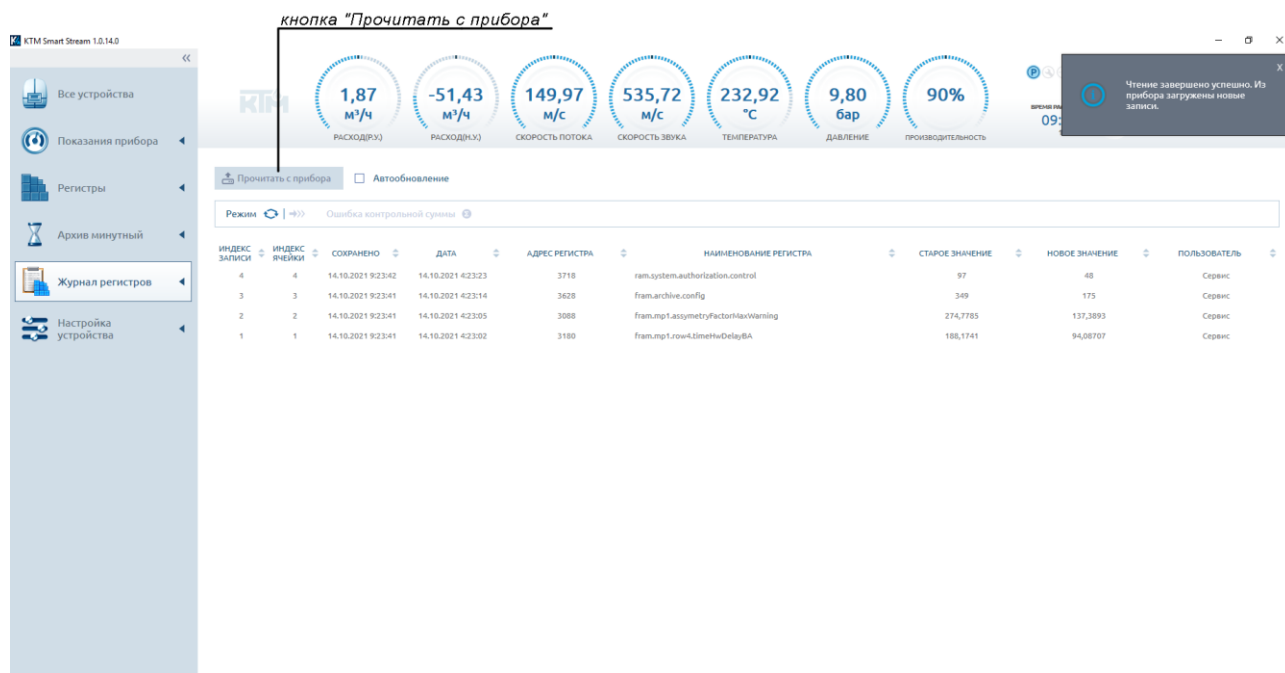 кнопка "Прочитать с прибора"
KTM Smart Stream 1.0.14.0
Все устройства
Показания прибора
Регистры
Архив минутный
Журнал регистров
Настройка
устройства
КТМ
1,87
м³/ч
РАСХОД(Р.У.)
-51,43
м³/ч
РАСХОД(Н.У.)
149,97
м/с
СКОРОСТЬ ПОТОКА
535,72
м/с
СКОРОСТЬ ЗВУКА
232,92
°C
ТЕМПЕРАТУРА
9,80
бар
ДАВЛЕНИЕ
90%
ПРОИЗВОДИТЕЛЬНОСТЬ
P
09:
X
Чтение завершено успешно. Из
прибора загружены новые
записи.
Прочитать с прибора Автообновление
Режим Ошибка контрольной суммы
ИНДЕКС ЗАПИСИ ИНДЕКС ЯЧЕЙКИ СОХРАНЕНО ДАТА АДРЕС РЕГИСТРА НАИМЕНОВАНИЕ РЕГИСТРА СТАРОЕ ЗНАЧЕНИЕ НОВОЕ ЗНАЧЕНИЕ ПОЛЬЗОВАТЕЛЬ
4 4 14.10.2021 9:23:42 14.10.2021 4:23:23 3718 ram.system.authorization.control 97 48 Сервис
3 3 14.10.2021 9:23:41 14.10.2021 4:23:14 3628 fram.archive.config 349 175 Сервис
2 2 14.10.2021 9:23:41 14.10.2021 4:23:05 3088 fram.mp1.assymetryFactorMaxWarning 274,7785 137,3893 Сервис
1 1 14.10.2021 9:23:41 14.10.2021 4:23:02 3180 fram.mp1.row4.timeHwDelayBA 188,1741 94,08707 Сервис